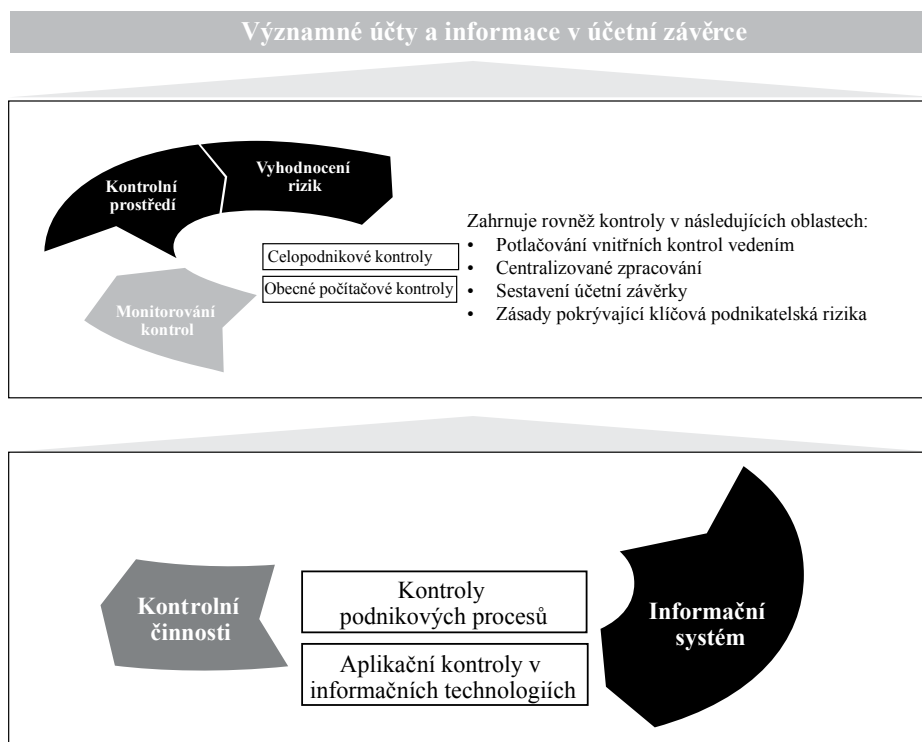 Významné účty a informace v účetní závěrce
Kontrolní
prostředí
Vyhodnocení
rizik
Monitorování
kontrol
Celopodnikové kontroly
Obecné počítačové kontroly
Zahrnuje rovněž kontroly v následujících oblastech:
• Potlačování vnitřních kontrol vedením
• Centralizované zpracování
• Sestavení účetní závěrky
• Zásady pokrývající klíčová podnikatelská rizika
Kontrolní
činnosti
Kontroly
podnikových procesů
Aplikační kontroly v
informačních technologiích
Informační
systém